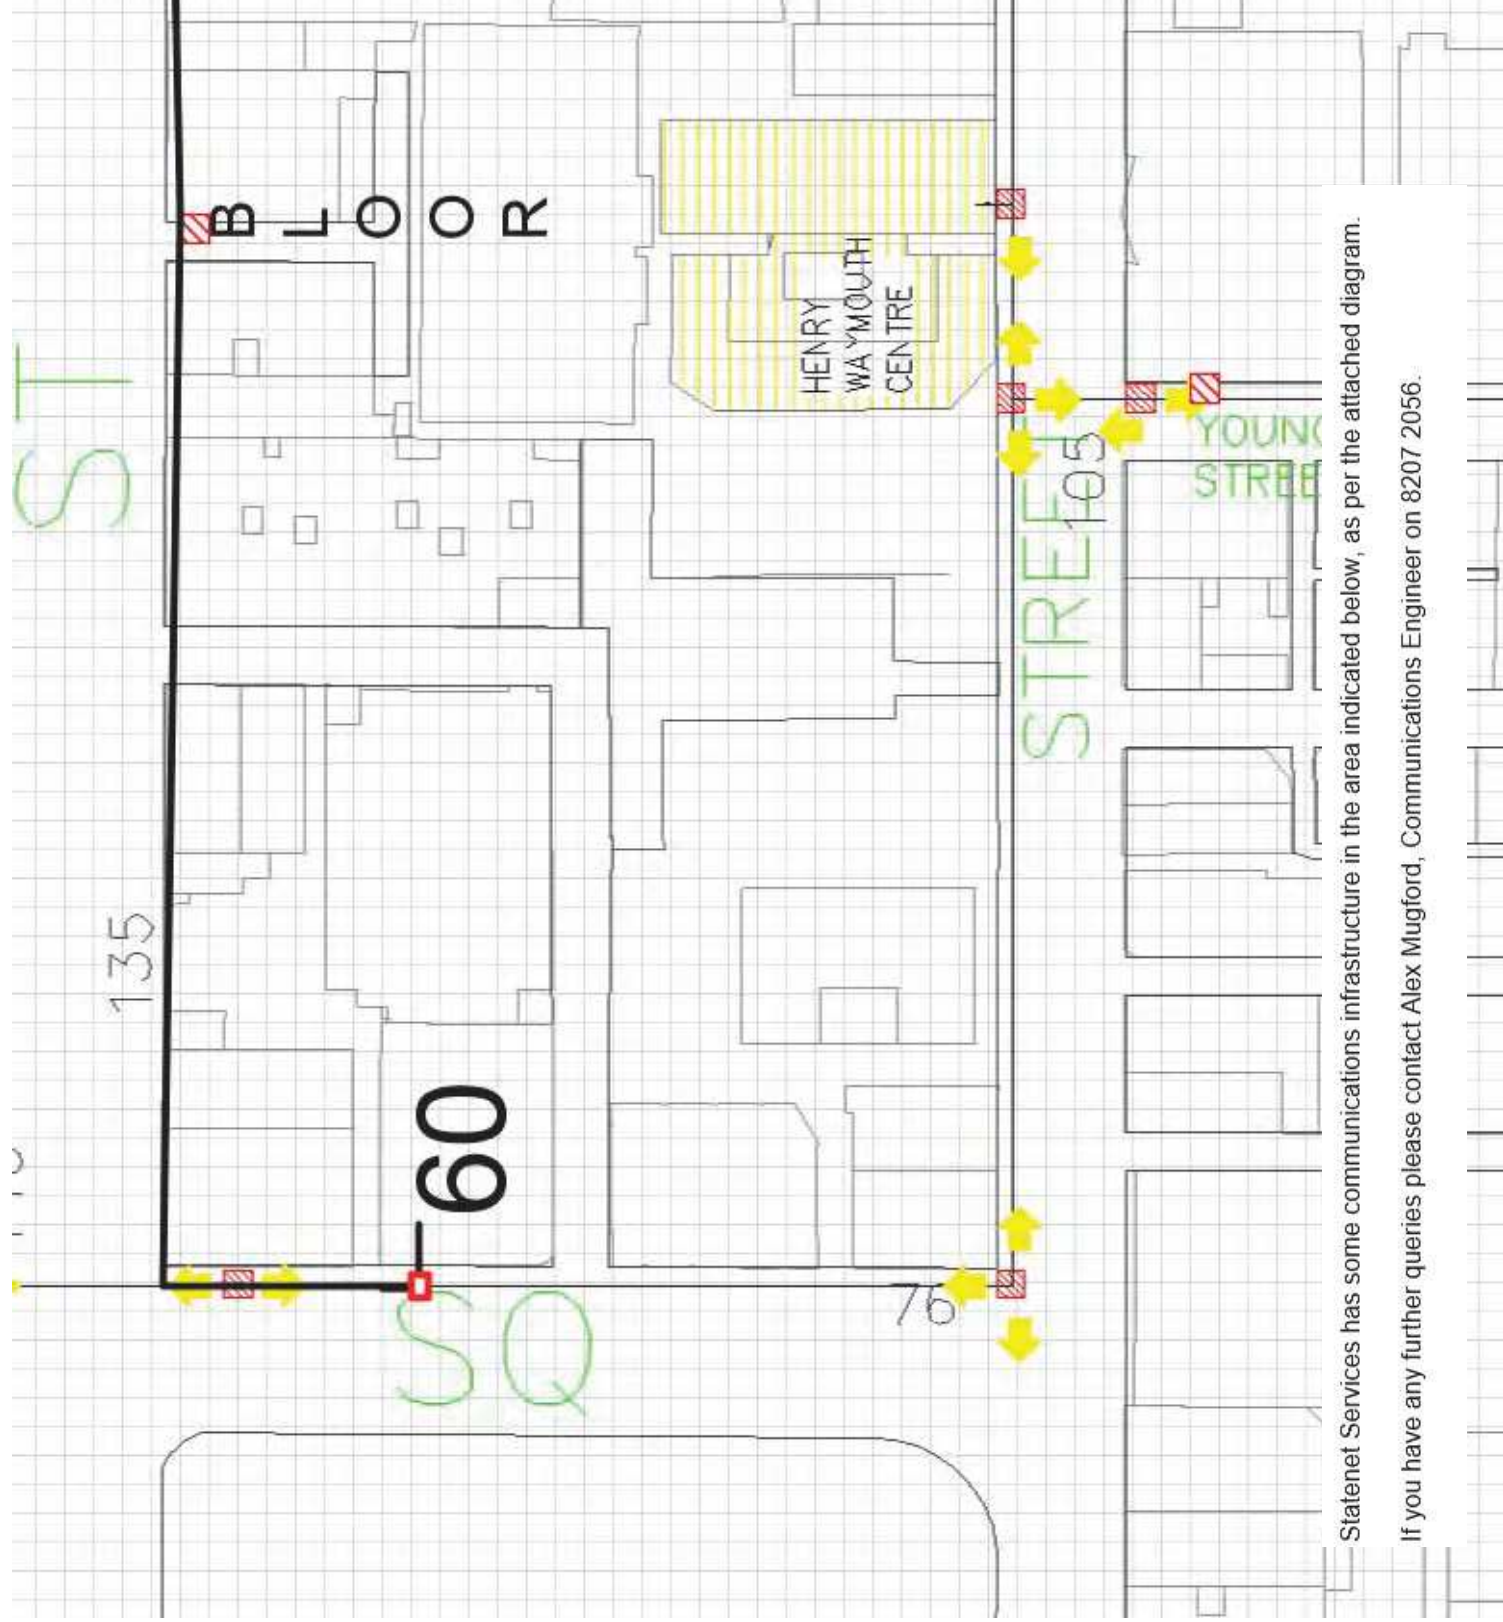 ST
BLOOR
HENRY
WAYMOUTH
CENTRE
135
60
SQ
76
STREET
105
YOUNG
STREE
Statenet Services has some communications infrastructure in the area indicated below, as per the attached diagram.
If you have any further queries please contact Alex Mugford, Communications Engineer on 8207 2056.